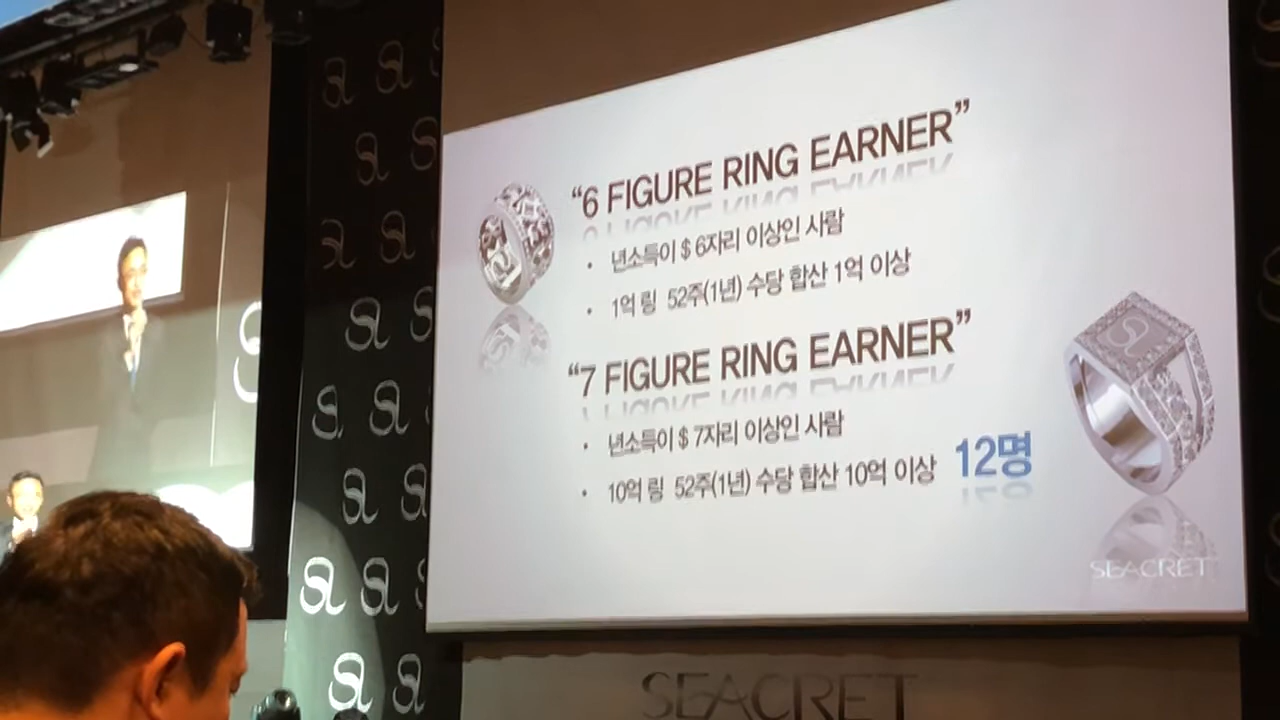 “6 FIGURE RING EARNER”
• 년소득이 $ 6자리 이상인 사람
• 1억 링 52주(1년) 수당 합산 1억 이상
“7 FIGURE RING EARNER”
• 년소득이 $ 7자리 이상인 사람
• 10억 링 52주(1년) 수당 합산 10억 이상 12명
SEACRET
SEACRET